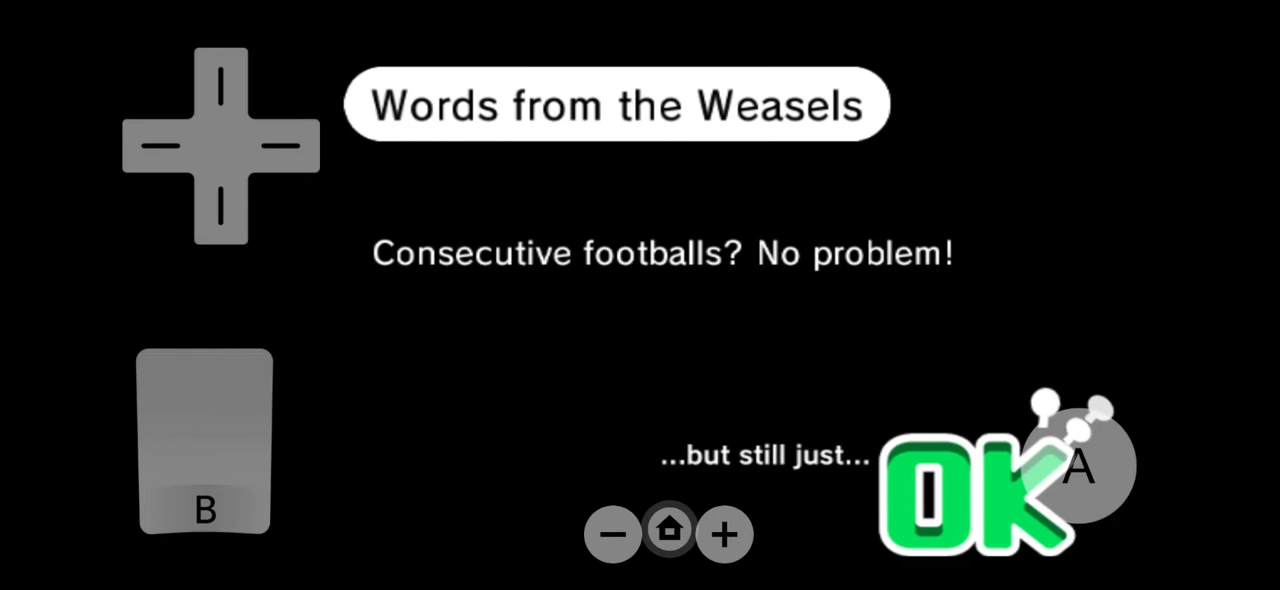 Words from the Weasels
Consecutive footballs? No problem!
...but still just...
OK
A
B